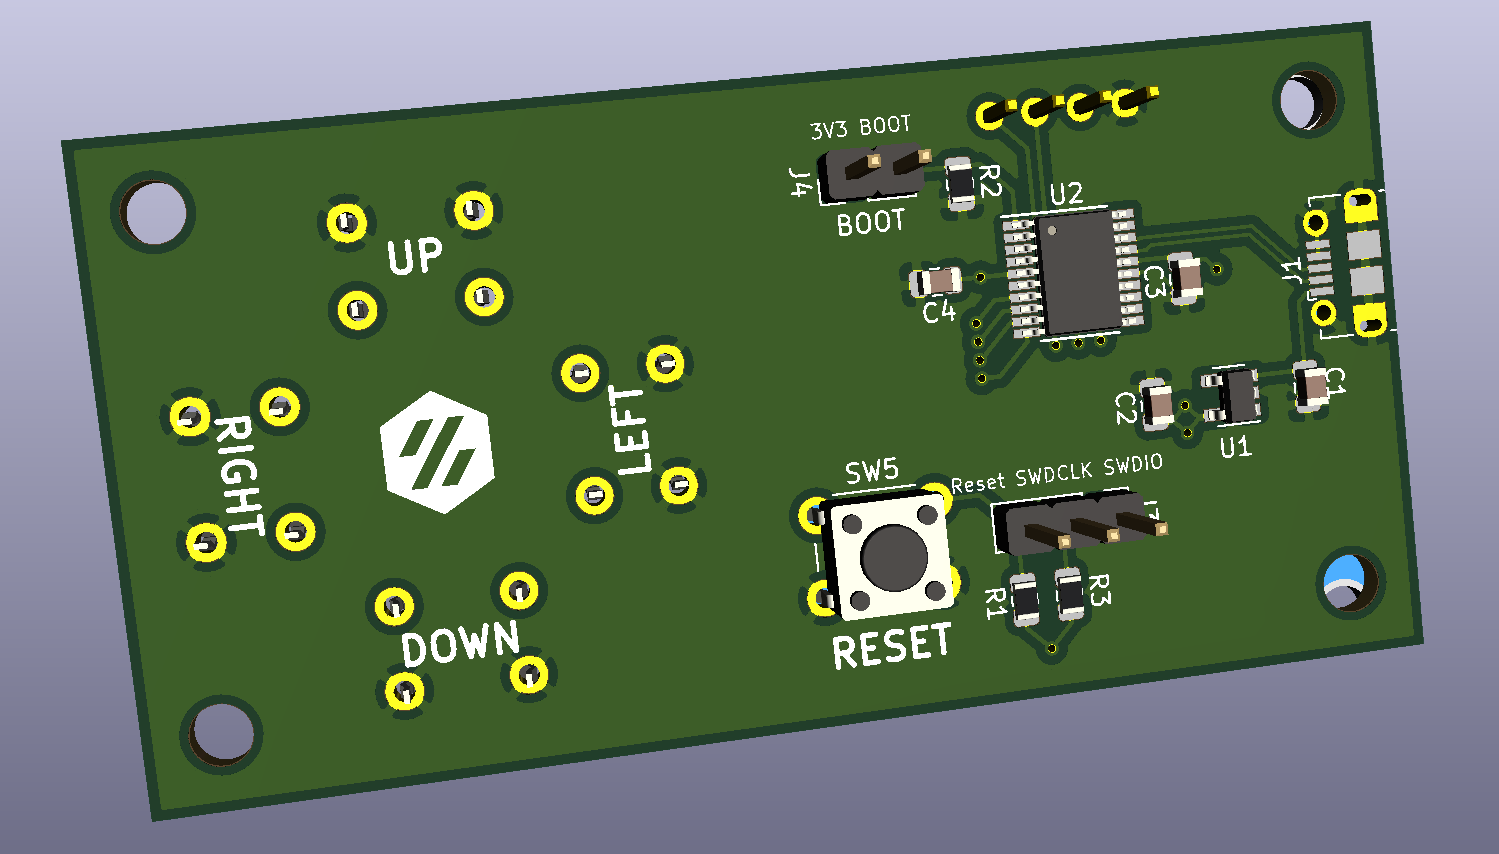 3V3 BOOT
J4
BOOT
R2
U2
UP
C4
C3
J1
LEFT
RIGHT
C2
C1
U1
SW5
Reset SWDCLK SWDIO
R1
R3
DOWN
RESET